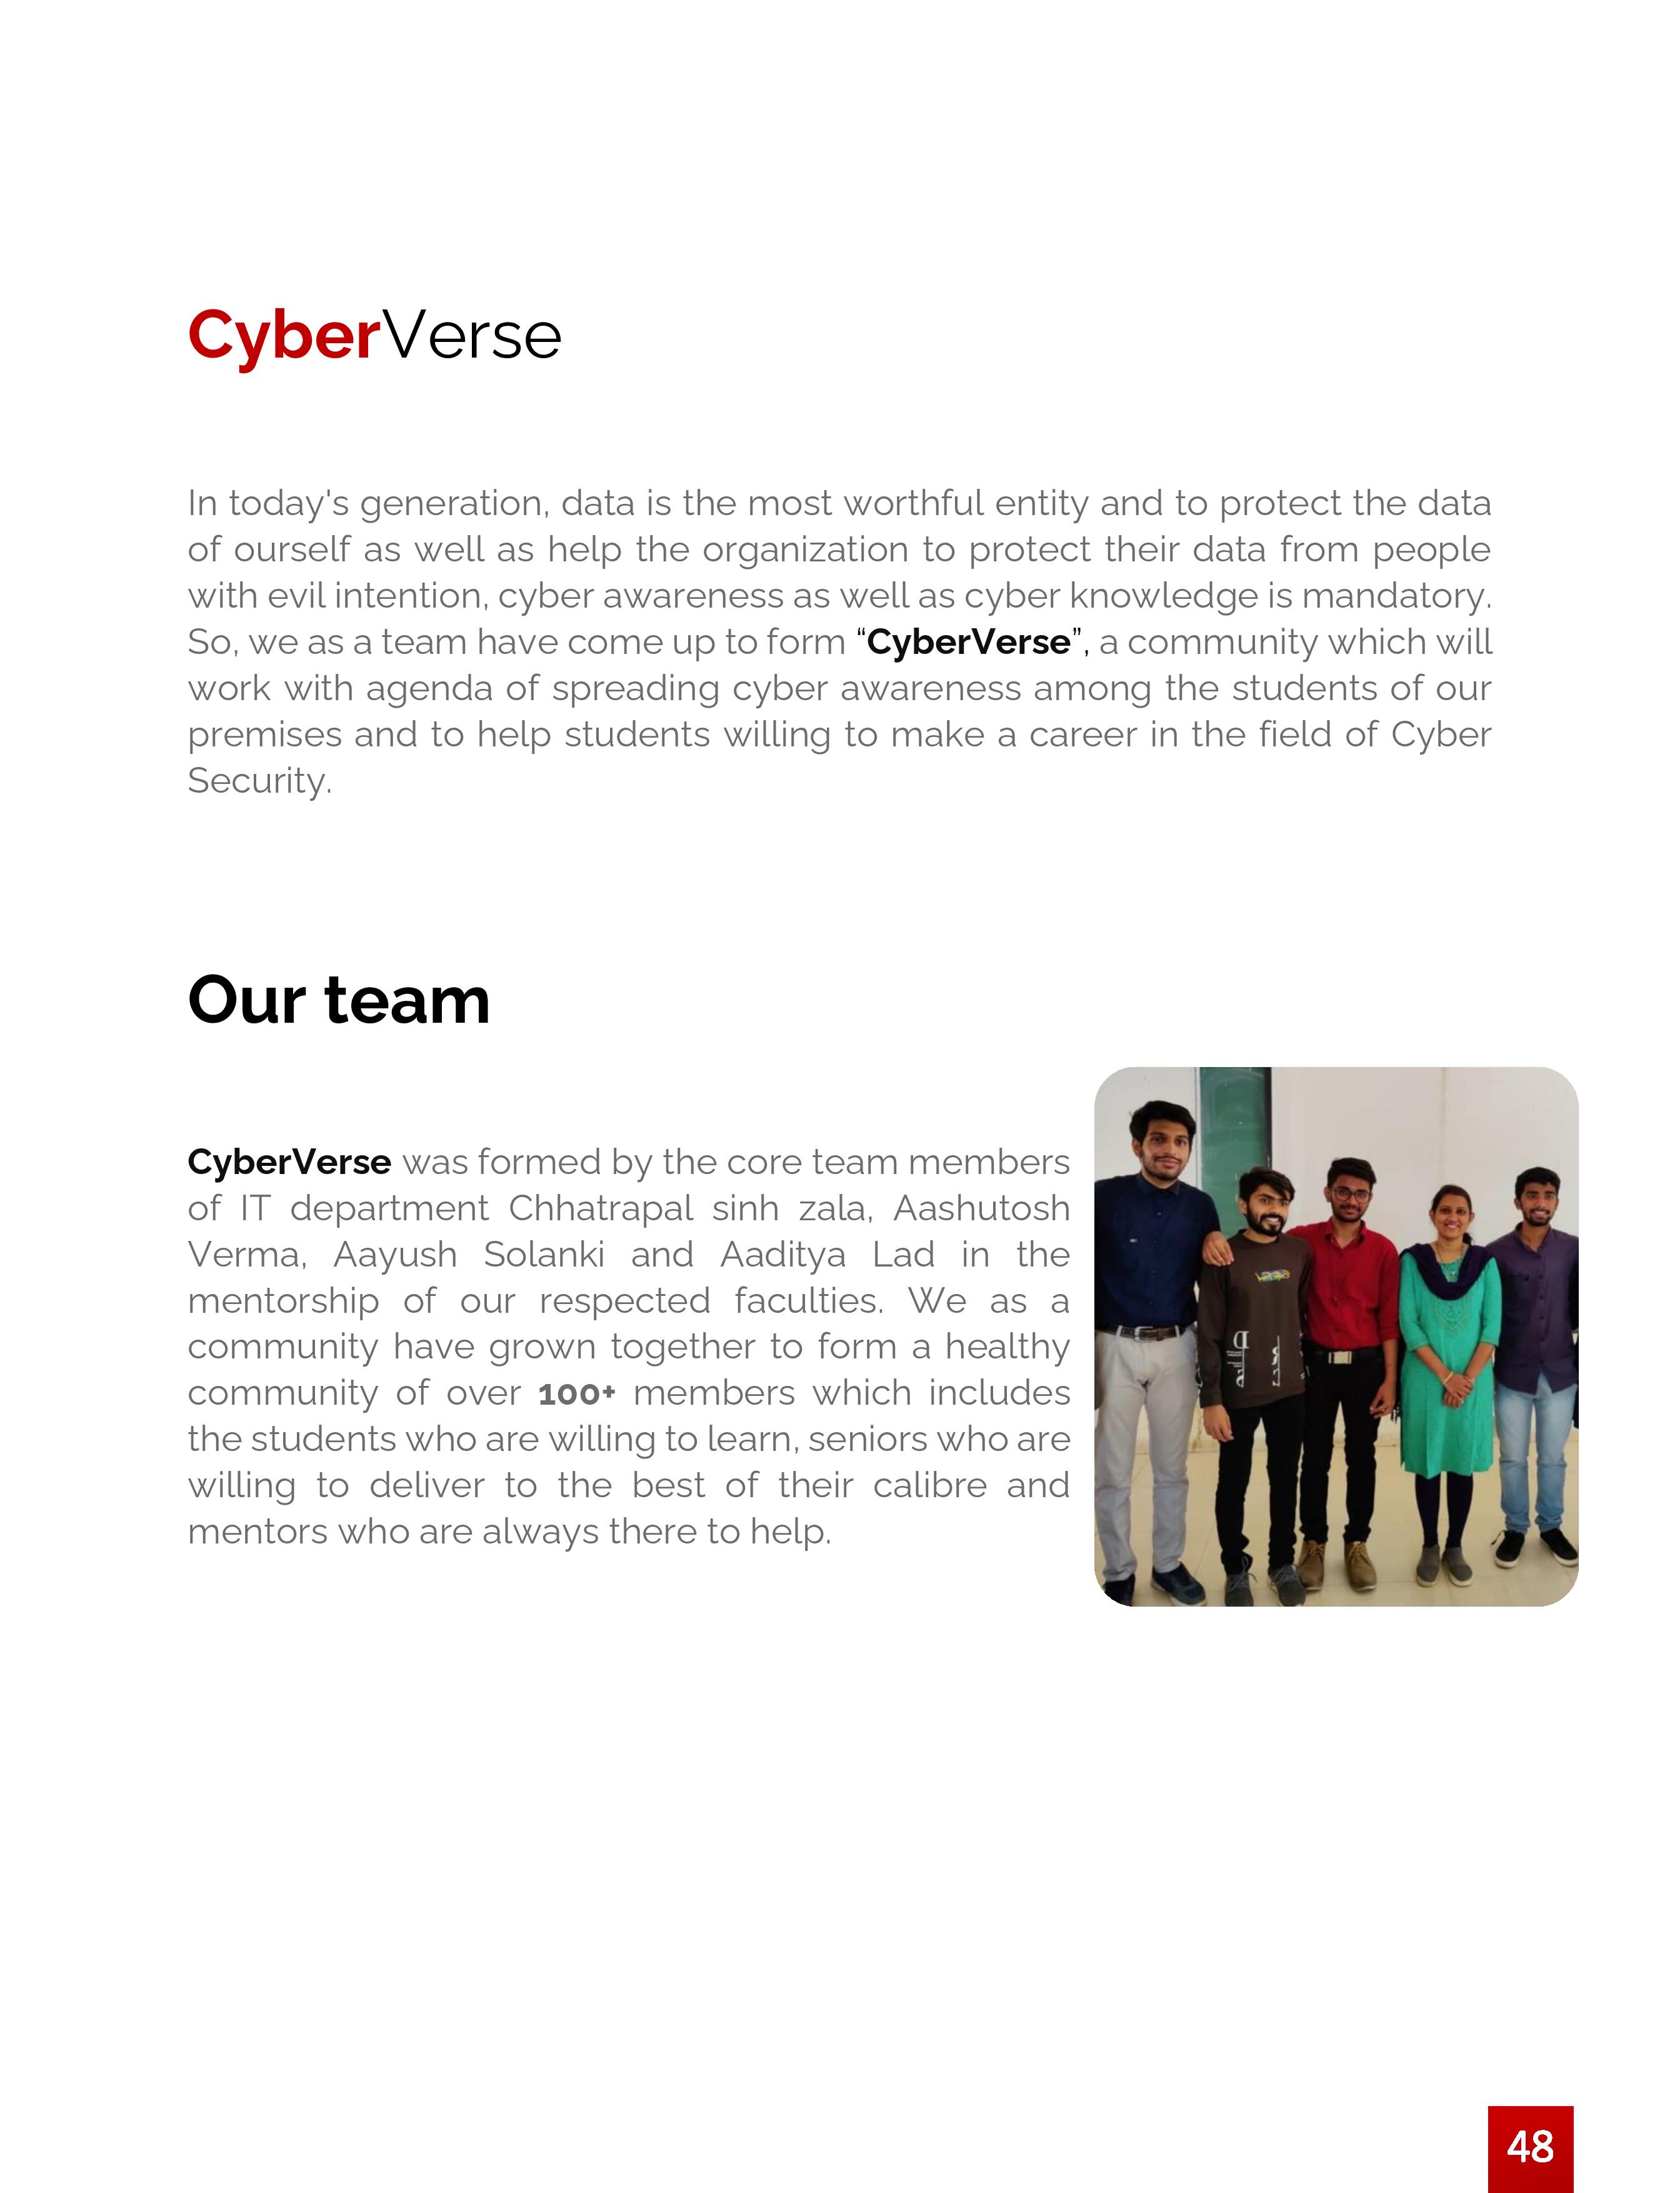 CyberVerse
In today's generation, data is the most worthful entity and to protect the data
of ourself as well as help the organization to protect their data from people
with evil intention, cyber awareness as well as cyber knowledge is mandatory.
So, we as a team have come up to form “CyberVerse”, a community which will
work with agenda of spreading cyber awareness among the students of our
premises and to help students willing to make a career in the field of Cyber
Security.
Our team
CyberVerse was formed by the core team members
of IT department Chhatrapal sinh zala, Aashutosh
Verma, Aayush Solanki and Aaditya Lad in the
mentorship of our respected faculties. We as a
community have grown together to form a healthy
community of over 100+ members which includes
the students who are willing to learn, seniors who are
willing to deliver to the best of their calibre and
mentors who are always there to help.
48